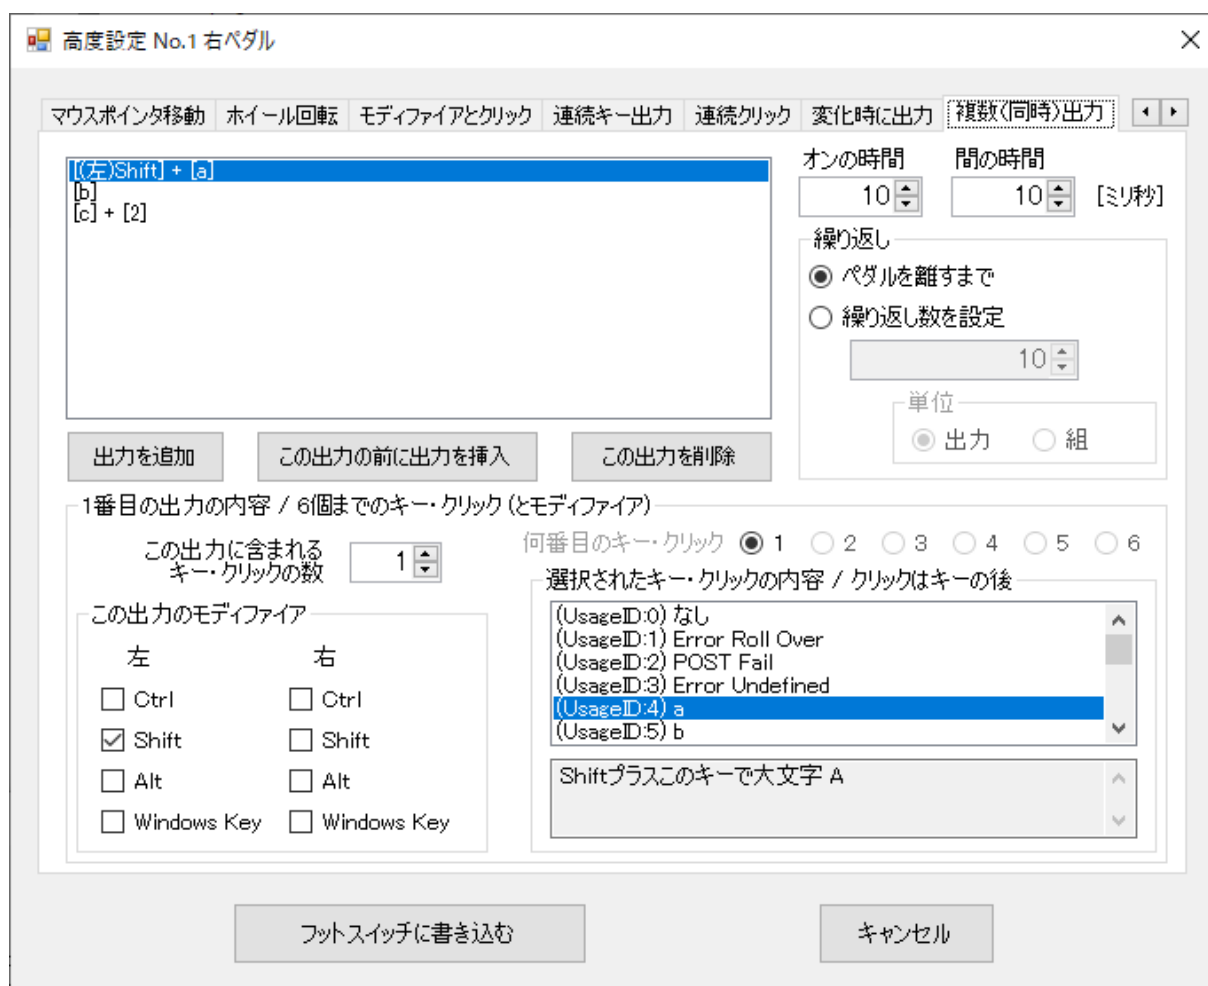 高度設定 No.1 右ペダル
マウスポインタ移動 ホイール回転 モディファイアとクリック 連続キー出力 連続クリック 変化時に出力 複数(同時)出力
[(左)Shift] + [a]
[b]
[c] + [2]
オンの時間 間の時間
10 10 [ミリ秒]
繰り返し
ペダルを離すまで
繰り返し数を設定
10
単位
出力 組
出力を追加 この出力の前に出力を挿入 この出力を削除
1番目の出力の内容 / 6個までのキー・クリック (とモディファイア)
この出力に含まれる
キー・クリックの数
1
何番目のキー・クリック 1 2 3 4 5 6
この出力のモディファイア
左 右
Ctrl Ctrl
Shift Shift
Alt Alt
Windows Key Windows Key
選択されたキー・クリックの内容 / クリックはキーの後
(UsageID:0) なし
(UsageID:1) Error Roll Over
(UsageID:2) POST Fail
(UsageID:3) Error Undefined
(UsageID:4) a
(UsageID:5) b
Shiftプラスこのキーで大文字 A
フットスイッチに書き込む キャンセル